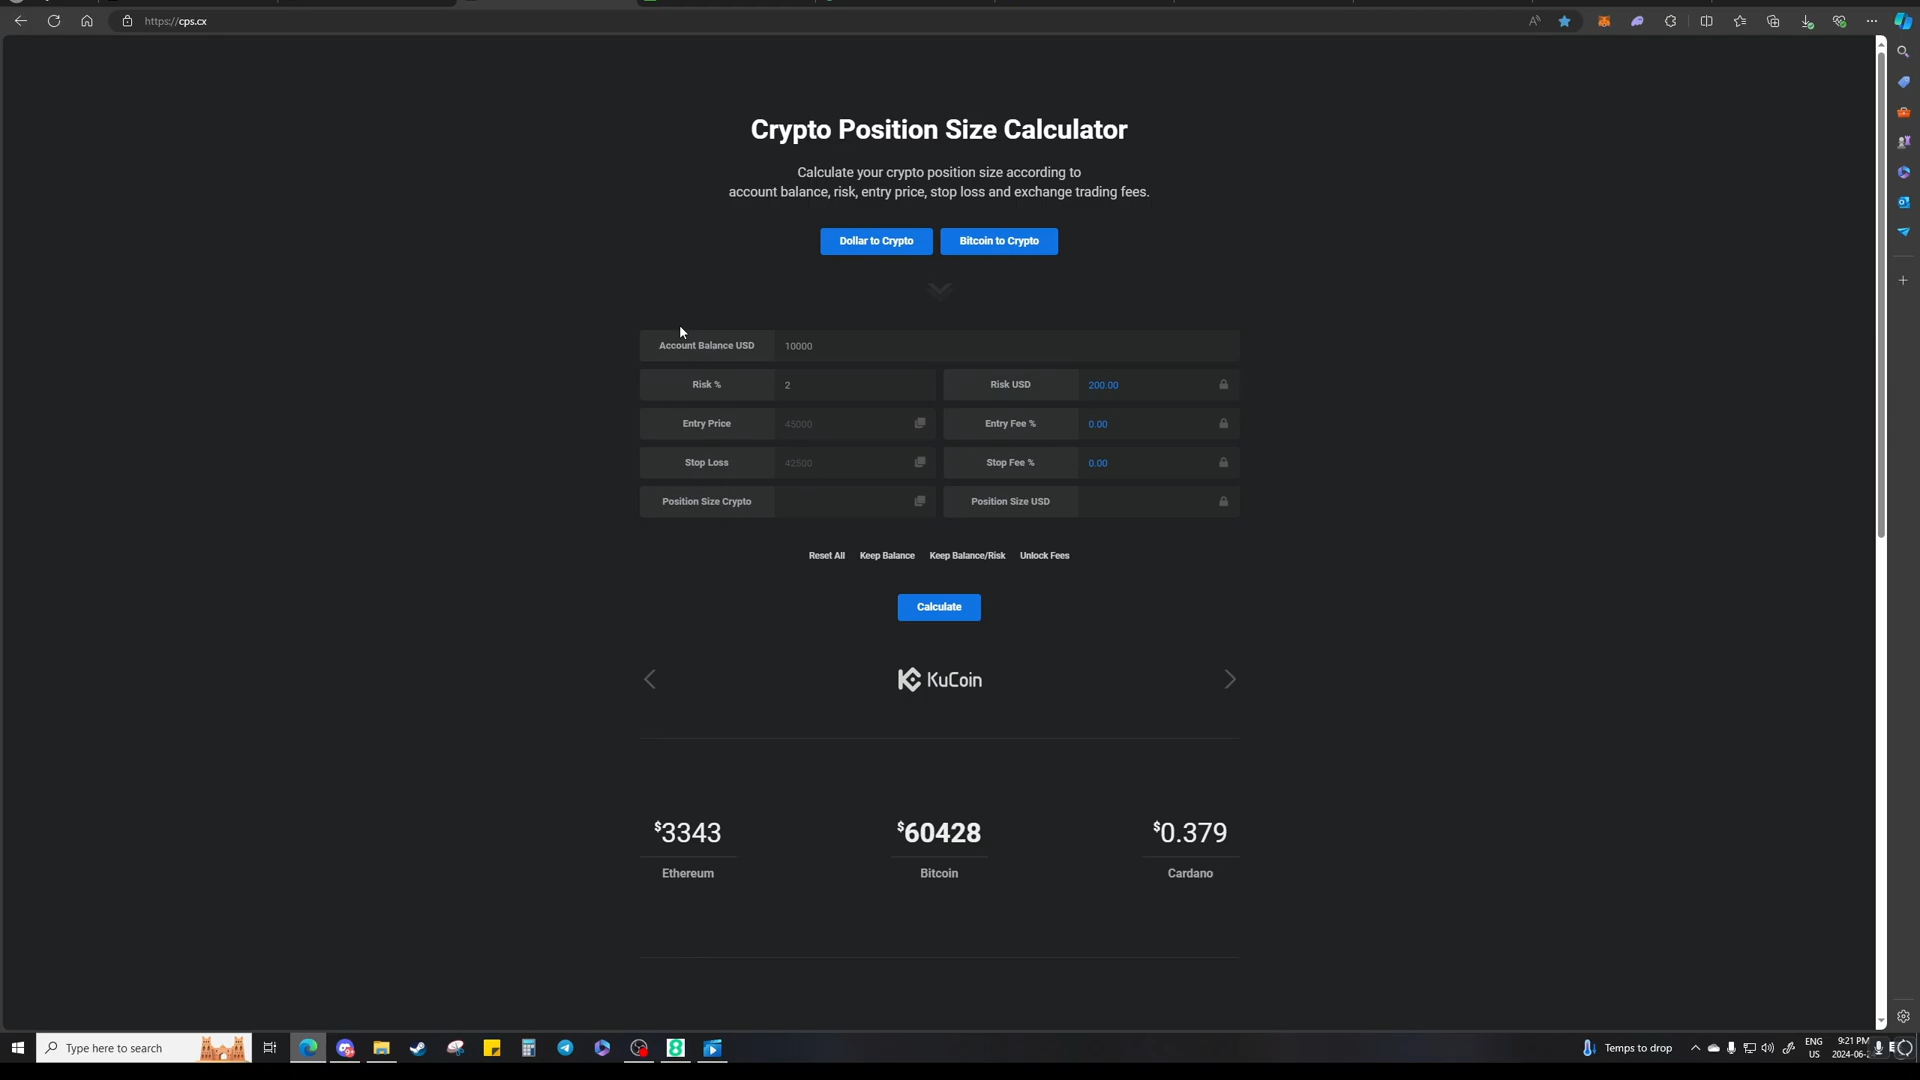 https://cps.cx
Crypto Position Size Calculator
Calculate your crypto position size according to
account balance, risk, entry price, stop loss and exchange trading fees.
Dollar to Crypto
Bitcoin to Crypto
Account Balance USD 10000
Risk % 2 Risk USD 200.00
Entry Price 45000 Entry Fee % 0.00
Stop Loss 42500 Stop Fee % 0.00
Position Size Crypto Position Size USD
Reset All Keep Balance Keep Balance/Risk Unlock Fees
Calculate
KuCoin
$3343 $60428 $0.379
Ethereum Bitcoin Cardano
Type here to search
Temps to drop
ENG
US
9:21 PM
2024-06-